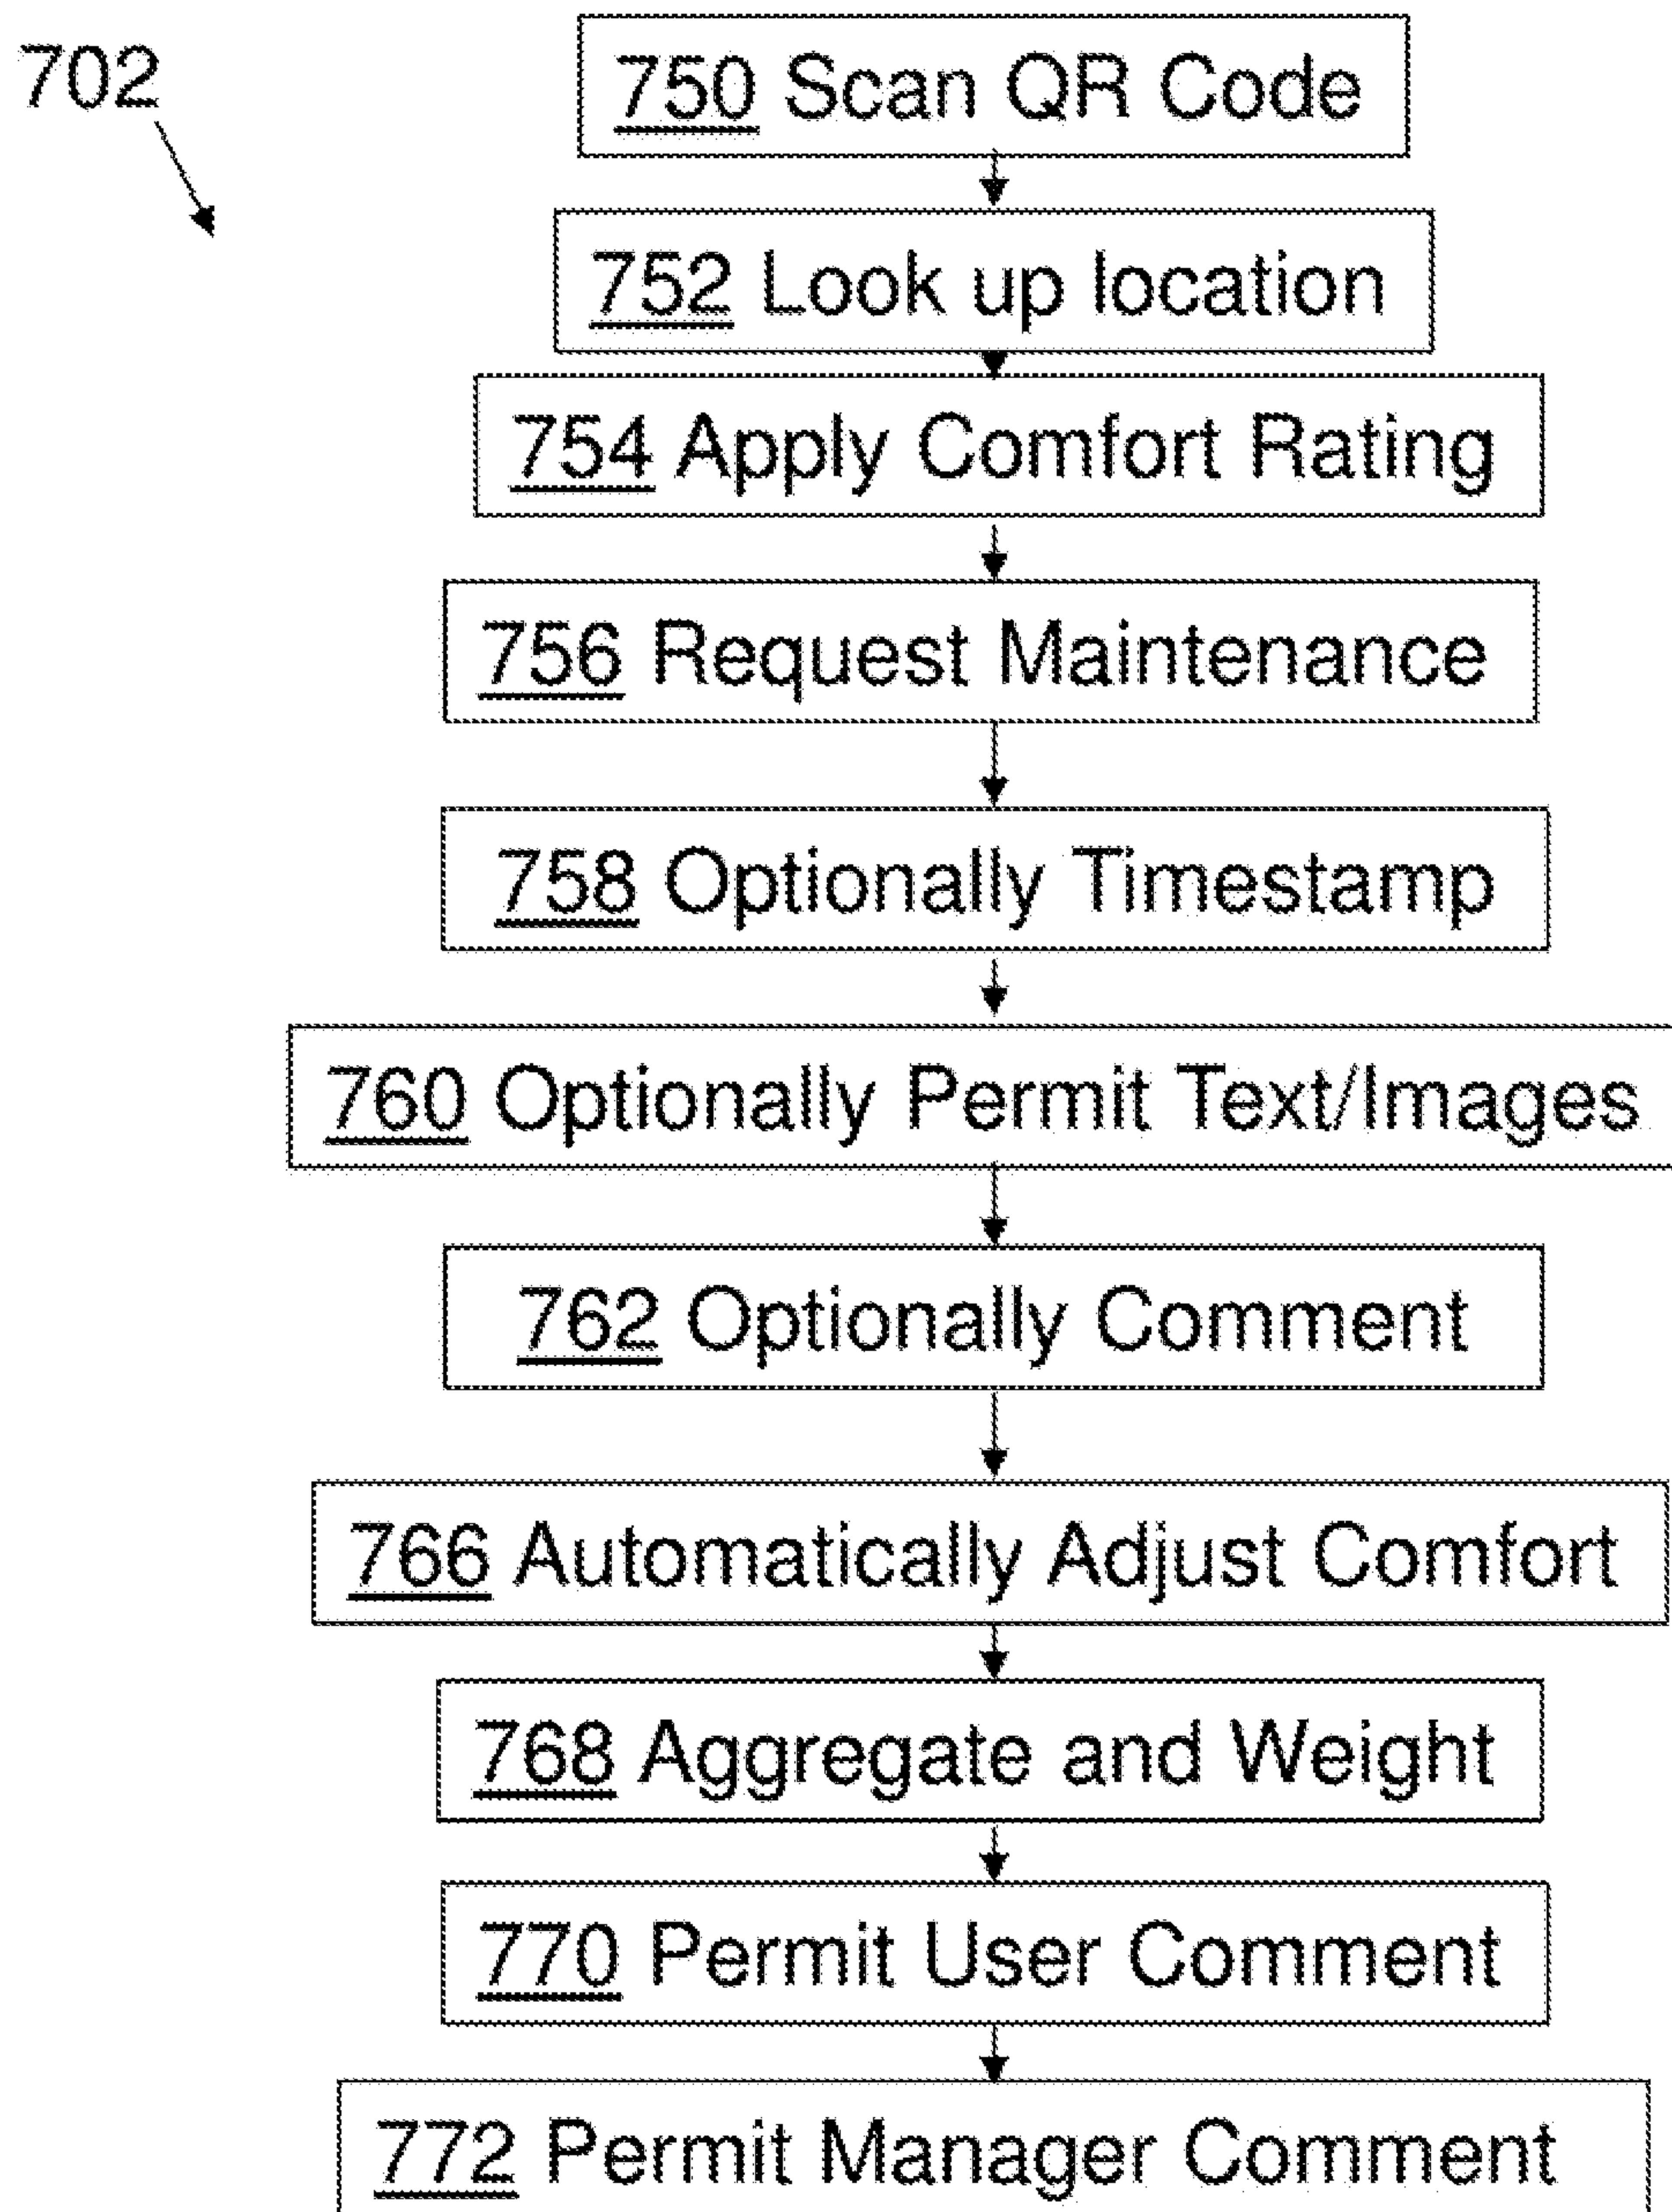 702
750 Scan QR Code
752 Look up location
754 Apply Comfort Rating
756 Request Maintenance
758 Optionally Timestamp
760 Optionally Permit Text/Images
762 Optionally Comment
766 Automatically Adjust Comfort
768 Aggregate and Weight
770 Permit User Comment
772 Permit Manager Comment